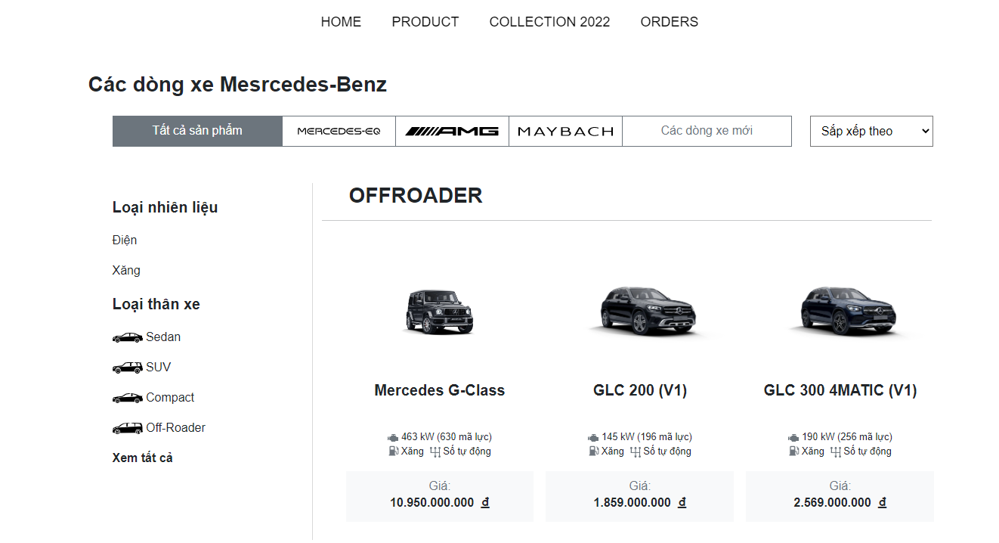 HOME PRODUCT COLLECTION 2022 ORDERS
Các dòng xe Mesrcedes-Benz
Tất cả sản phẩm MERCEDES-EQ AMG MAYBACH Các dòng xe mới Sắp xếp theo
Loại nhiên liệu
Điện
Xăng
Loại thân xe
Sedan
SUV
Compact
Off-Roader
Xem tất cả
OFFROADER
Mercedes G-Class
463 kW (630 mã lực)
Xăng Số tự động
Giá:
10.950.000.000 đ
GLC 200 (V1)
145 kW (196 mã lực)
Xăng Số tự động
Giá:
1.859.000.000 đ
GLC 300 4MATIC (V1)
190 kW (256 mã lực)
Xăng Số tự động
Giá:
2.569.000.000 đ